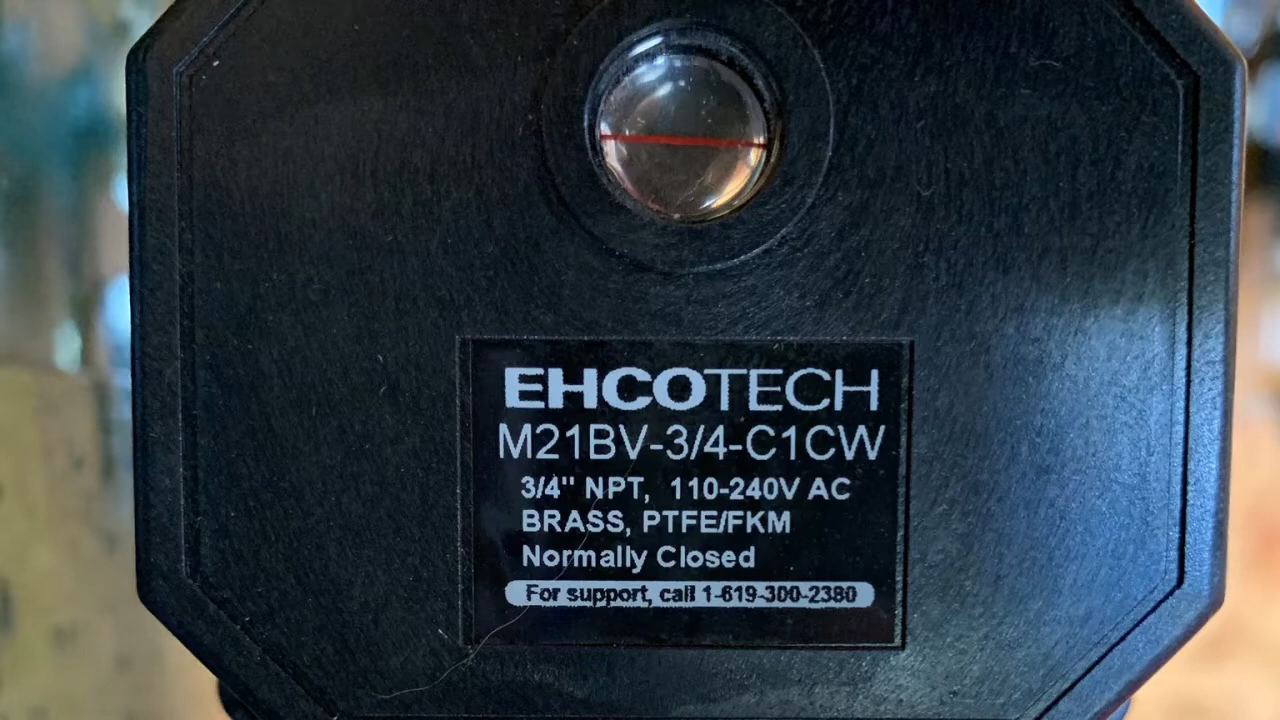 EHCOTECH
M21BV-3/4-C1CW
3/4" NPT, 110-240V AC
BRASS, PTFE/FKM
Normally Closed
For support, call 1-619-300-2380